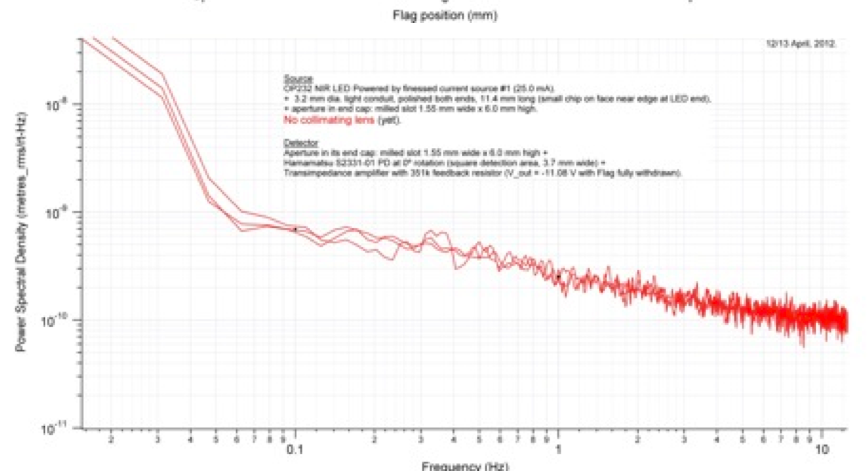 Flag position (mm)
12/13 April, 2012.
Source
OP232 NIR LED Powered by finessed current source #1 (25.0 mA).
+ 3.2 mm dia. light conduit, polished both ends, 11.4 mm long (small chip on face near edge at LED end),
+ aperture in end cap: milled slot 1.55 mm wide x 6.0 mm high.
No collimating lens (yet).
Detector
Aperture in its end cap: milled slot 1.55 mm wide x 6.0 mm high +
Hamamatsu S2331-01 PD at 0° rotation (square detection area, 3.7 mm wide) +
Transimpedance amplifier with 351k feedback resistor (V_out = -11.08 V with Flag fully withdrawn).
Power Spectral Density (metres_rms/rt-Hz)
10-8
10-9
10-10
10-11
2 3 4 5 6 7 8 0.1 2 3 4 5 6 7 8 1 2 3 4 5 6 7 8 10
Frequency (Hz)